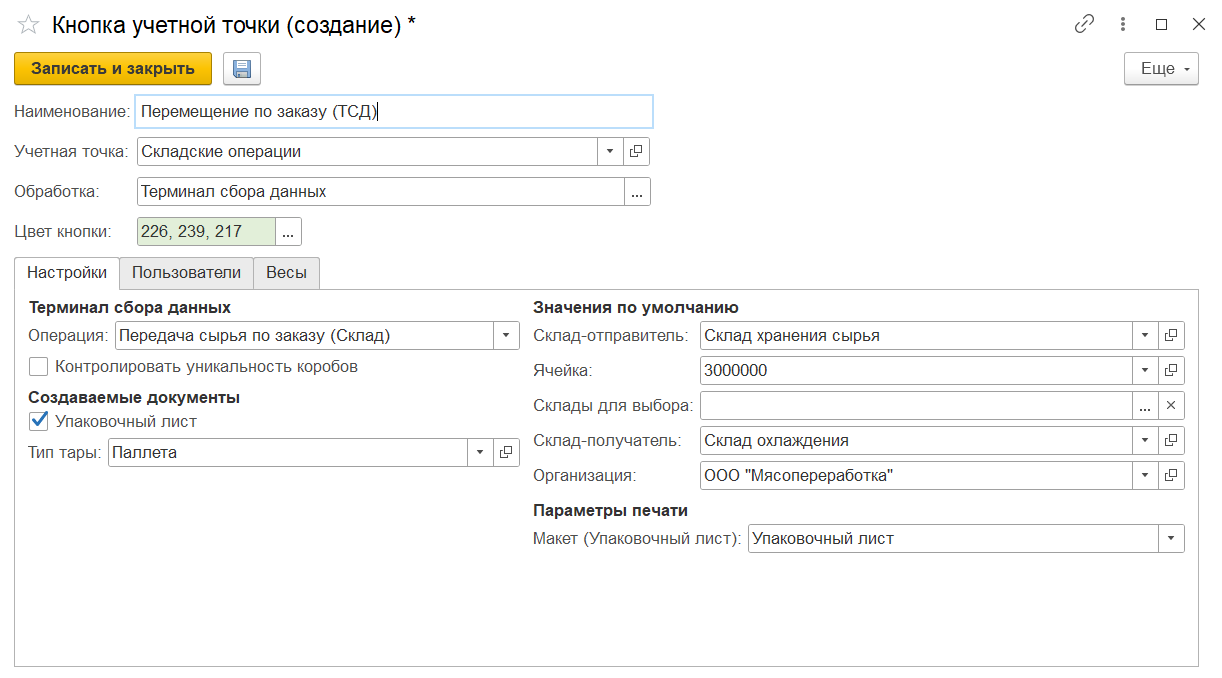 Кнопка учетной точки (создание) *
Записать и закрыть
Еще
Наименование: Перемещение по заказу (ТСД)
Учетная точка: Складские операции
Обработка: Терминал сбора данных ...
Цвет кнопки: 226, 239, 217 ...
Настройки Пользователи Весы
Терминал сбора данных
Операция: Передача сырья по заказу (Склад)
Контролировать уникальность коробов
Создаваемые документы
Упаковочный лист
Тип тары: Паллета
Значения по умолчанию
Склад-отправитель: Склад хранения сырья
Ячейка: 3000000
Склады для выбора: ...
Склад-получатель: Склад охлаждения
Организация: ООО "Мясопереработка"
Параметры печати
Макет (Упаковочный лист): Упаковочный лист